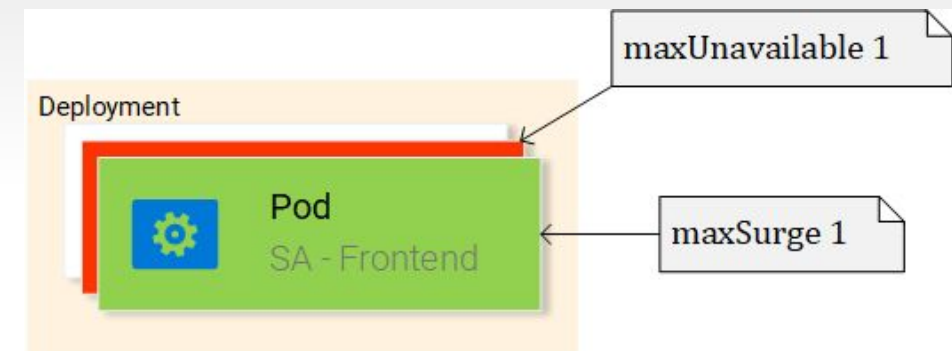 maxUnavailable 1
Deployment
Pod
SA - Frontend
maxSurge 1